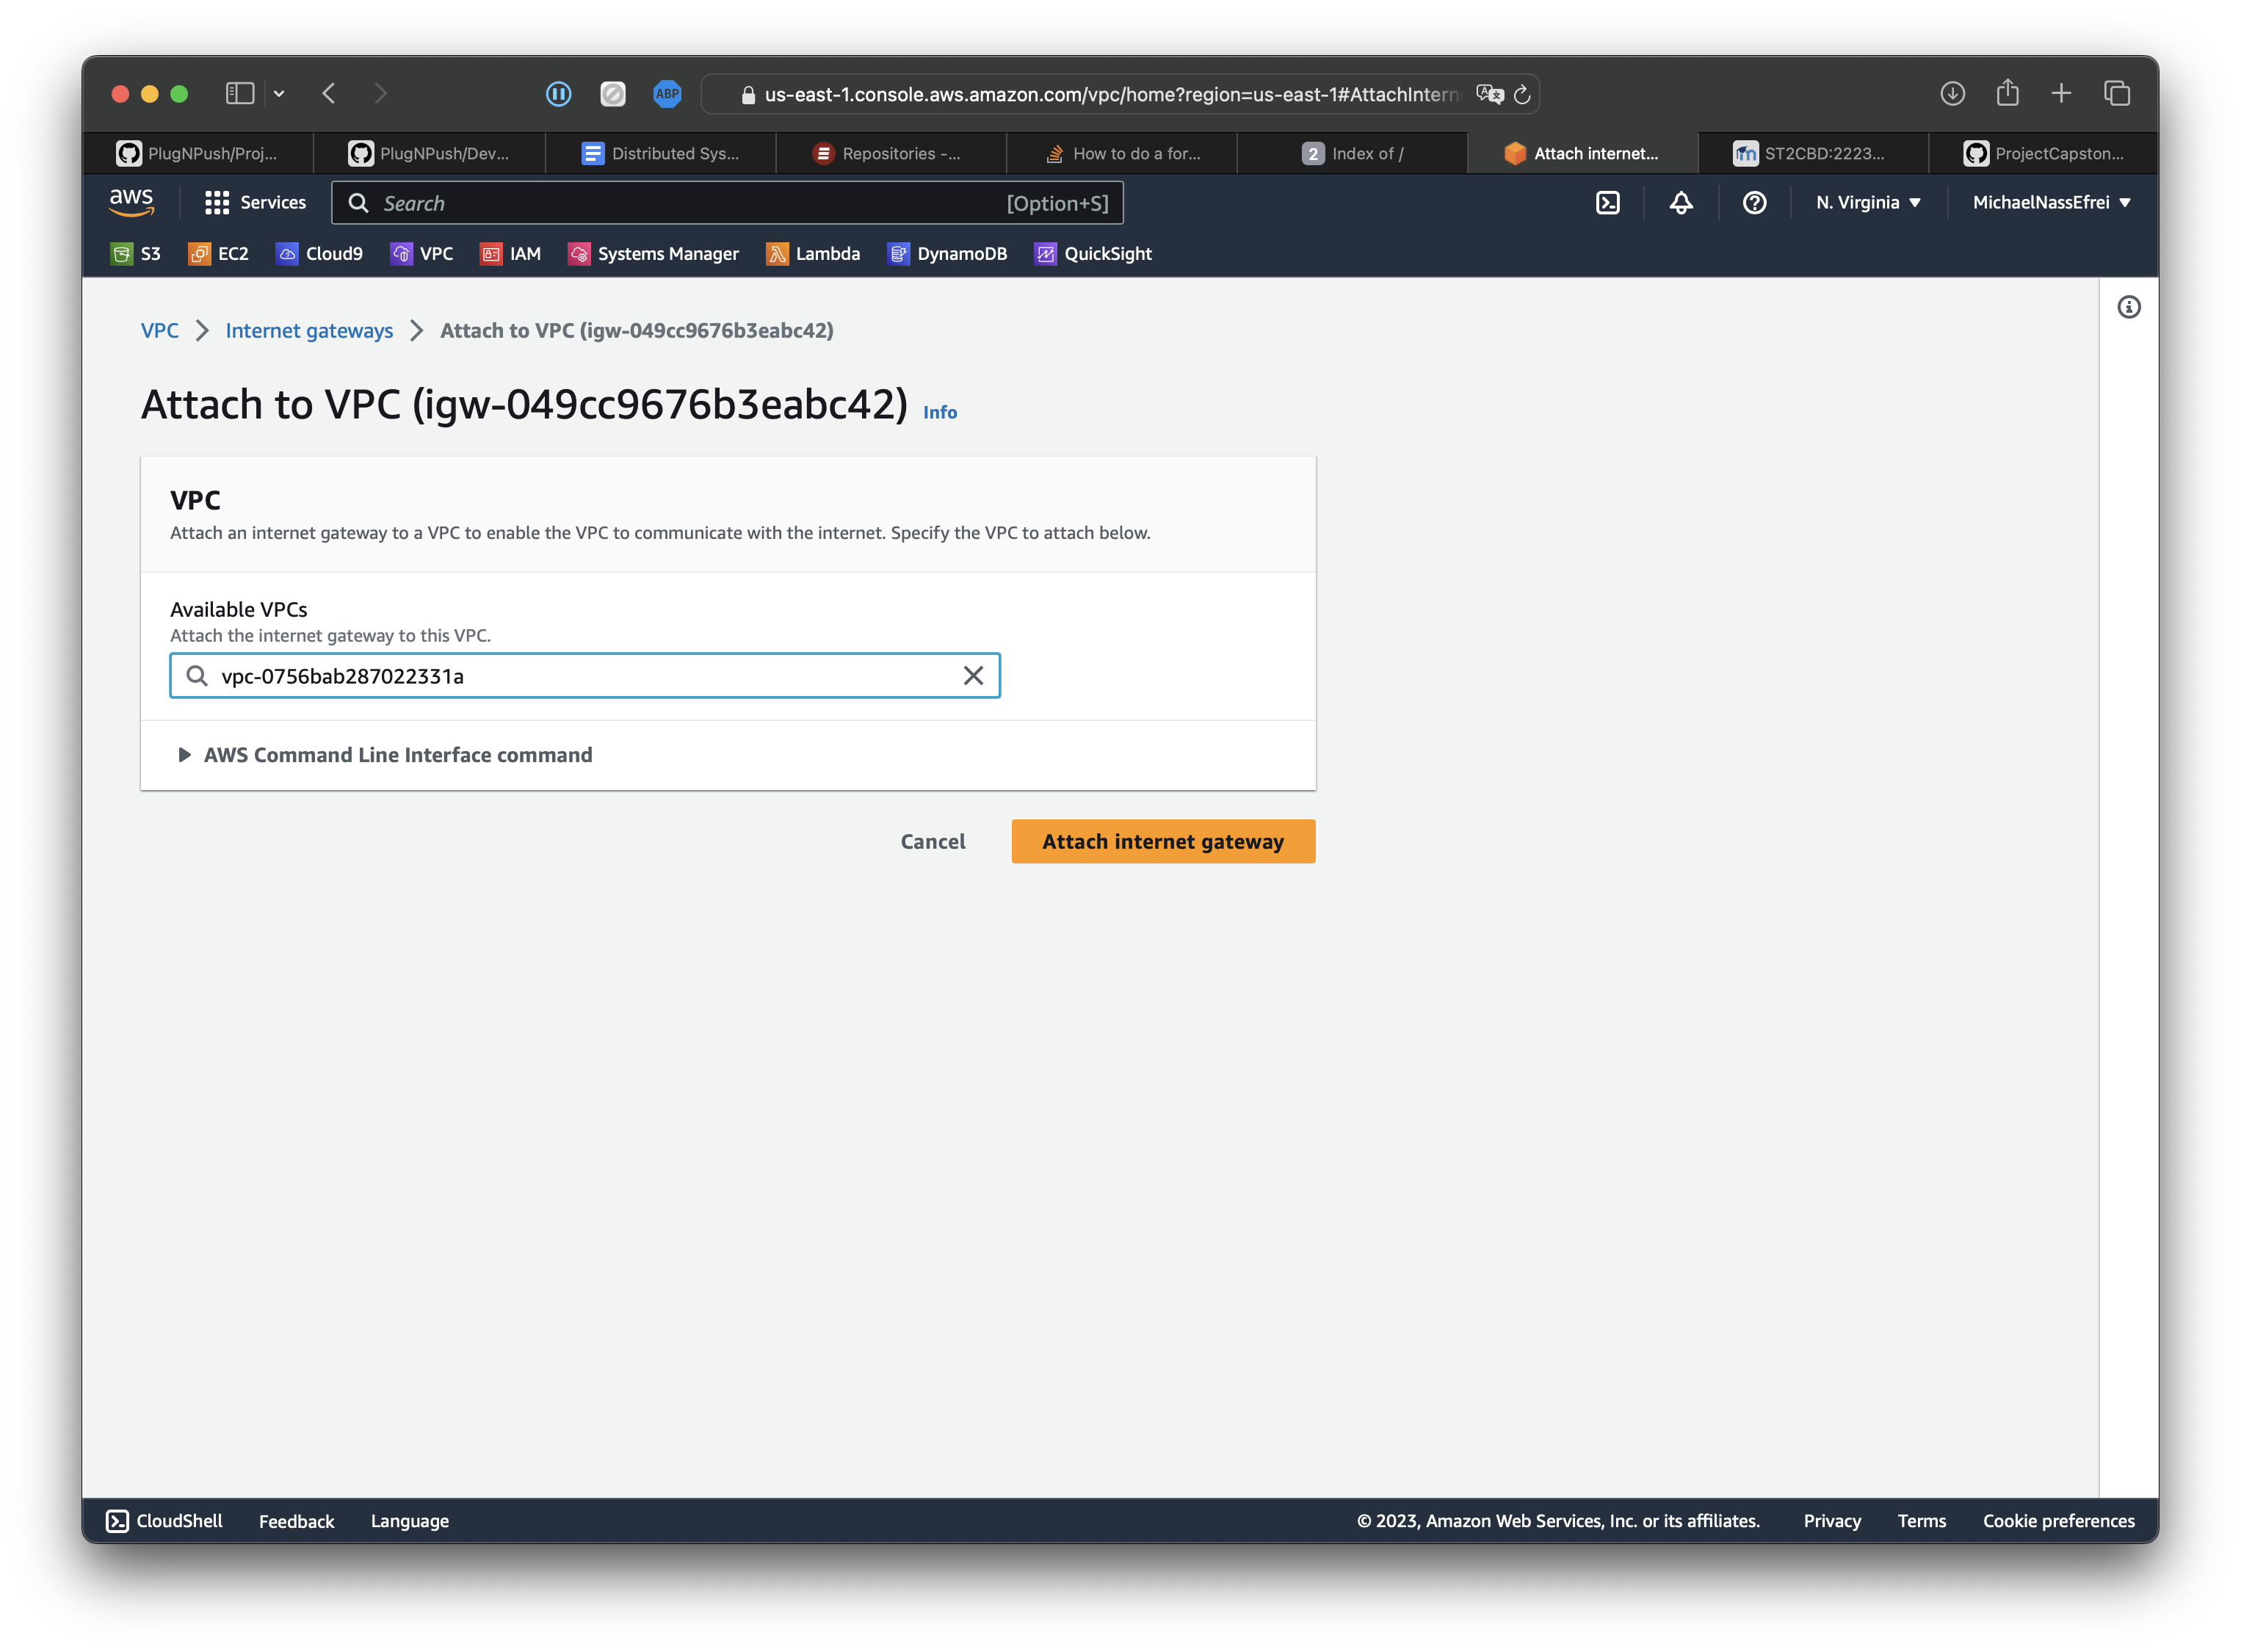 ABP
us-east-1.console.aws.amazon.com/vpc/home?region=us-east-1#AttachIntern
PlugNPush/Proj...
PlugNPush/Dev...
Distributed Sys...
Repositories -...
How to do a for...
2 Index of /
Attach internet...
ST2CBD:2223...
ProjectCapston...
aws
Services
Search
[Option+S]
N. Virginia
MichaelNassEfrei
S3
EC2
Cloud9
VPC
IAM
Systems Manager
Lambda
DynamoDB
QuickSight
VPC
Internet gateways
Attach to VPC (igw-049cc9676b3eabc42)
Attach to VPC (igw-049cc9676b3eabc42) Info
VPC
Attach an internet gateway to a VPC to enable the VPC to communicate with the internet. Specify the VPC to attach below.
Available VPCs
Attach the internet gateway to this VPC.
vpc-0756bab287022331a
AWS Command Line Interface command
Cancel
Attach internet gateway
CloudShell
Feedback
Language
© 2023, Amazon Web Services, Inc. or its affiliates.
Privacy
Terms
Cookie preferences